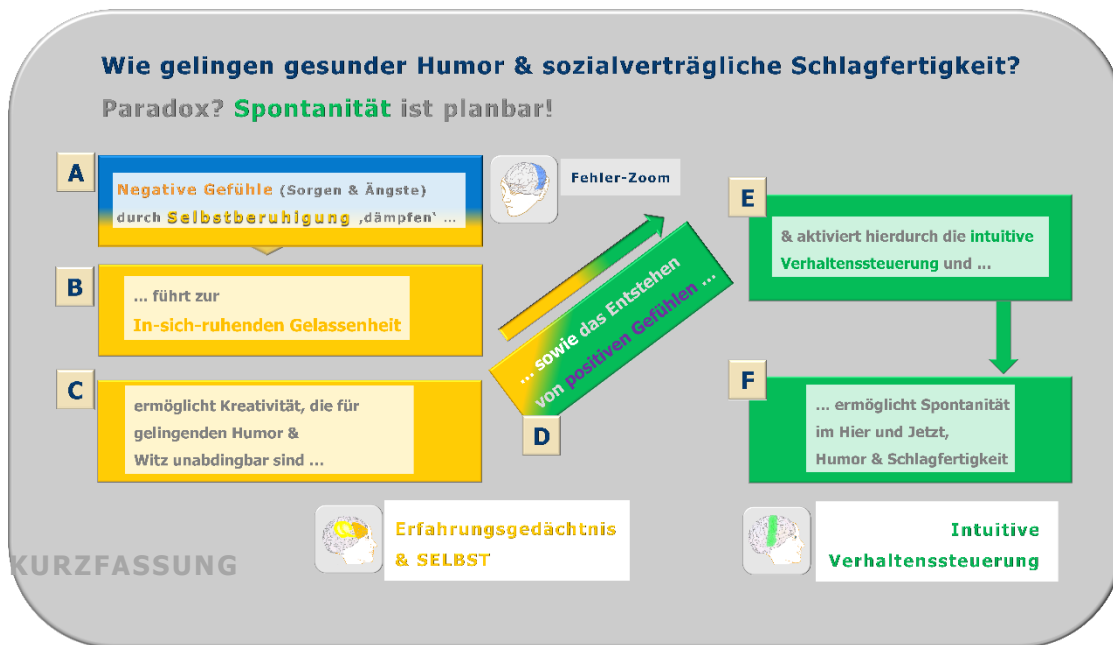 Wie gelingen gesunder Humor & sozialverträgliche Schlagfertigkeit?
Paradox? Spontanität ist planbar!
A
Negative Gefühle (Sorgen & Ängste)
durch Selbstberuhigung ‚dämpfen‘ ...
Fehler-Zoom
B
... führt zur
In-sich-ruhenden Gelassenheit
C
ermöglicht Kreativität, die für
gelingenden Humor &
Witz unabdingbar sind ...
D
... sowie das Entstehen
von positiven Gefühlen ...
E
& aktiviert hierdurch die intuitive
Verhaltenssteuerung und ...
F
... ermöglicht Spontanität
im Hier und Jetzt,
Humor & Schlagfertigkeit
Erfahrungsgedächtnis
& SELBST
Intuitive
Verhaltenssteuerung
KURZFASSUNG